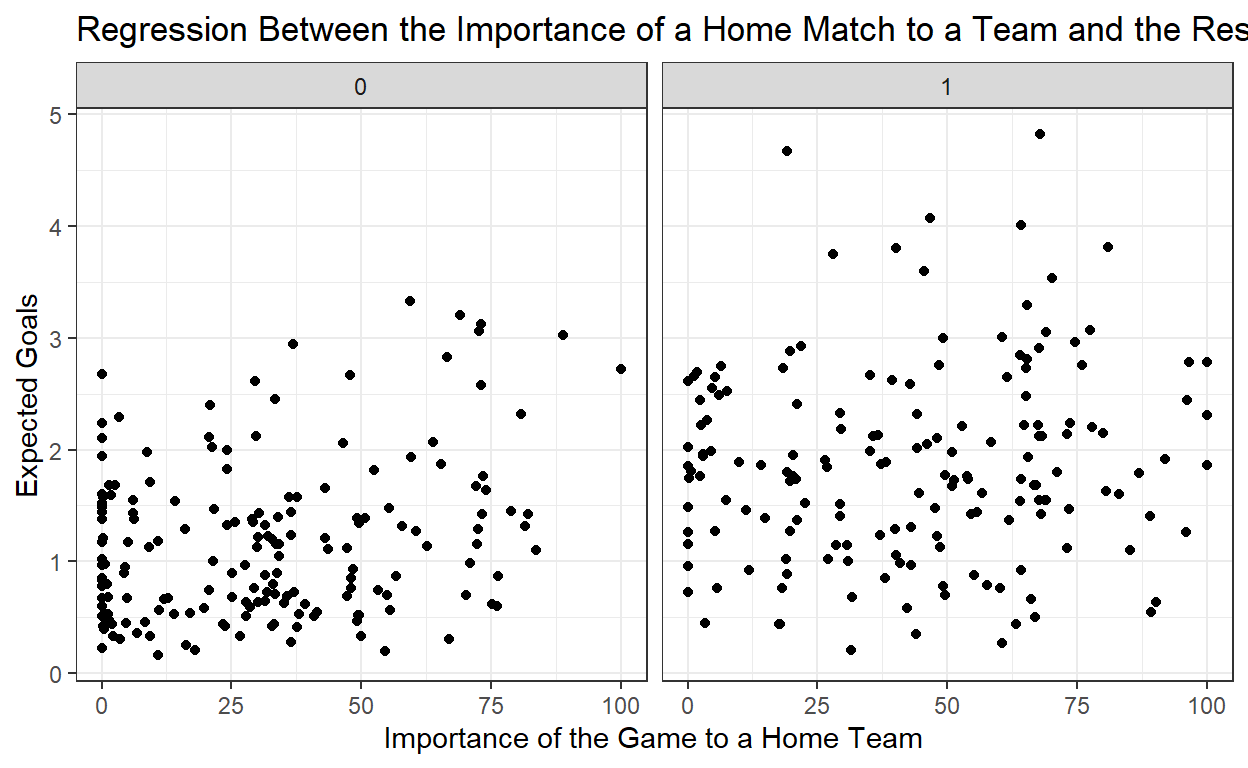 Regression Between the Importance of a Home Match to a Team and the Res
0 1
5
4
3
2
1
0
Expected Goals
0 25 50 75 100 0 25 50 75 100
Importance of the Game to a Home Team